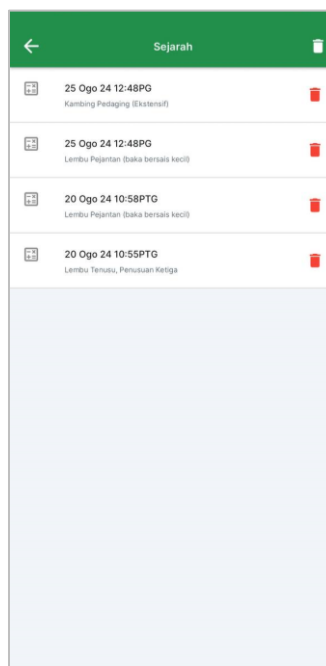 Sejarah
25 Ogo 24 12:48PG
Kambing Pedaging (Ekstensif)
25 Ogo 24 12:48PG
Lembu Pejantan (baka bersais kecil)
20 Ogo 24 10:58PTG
Lembu Pejantan (baka bersais kecil)
20 Ogo 24 10:55PTG
Lembu Tenusu, Penusuan Ketiga